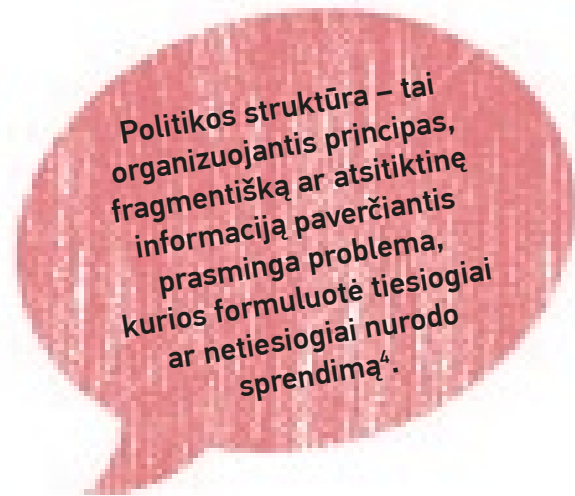 Politikos struktūra – tai
organizuojantis principas,
fragmentišką ar atsitiktinę
informaciją paverčiantis
prasminga problema,
kurios formuluotė tiesiogiai
ar netiesiogiai nurodo
sprendimą⁴.